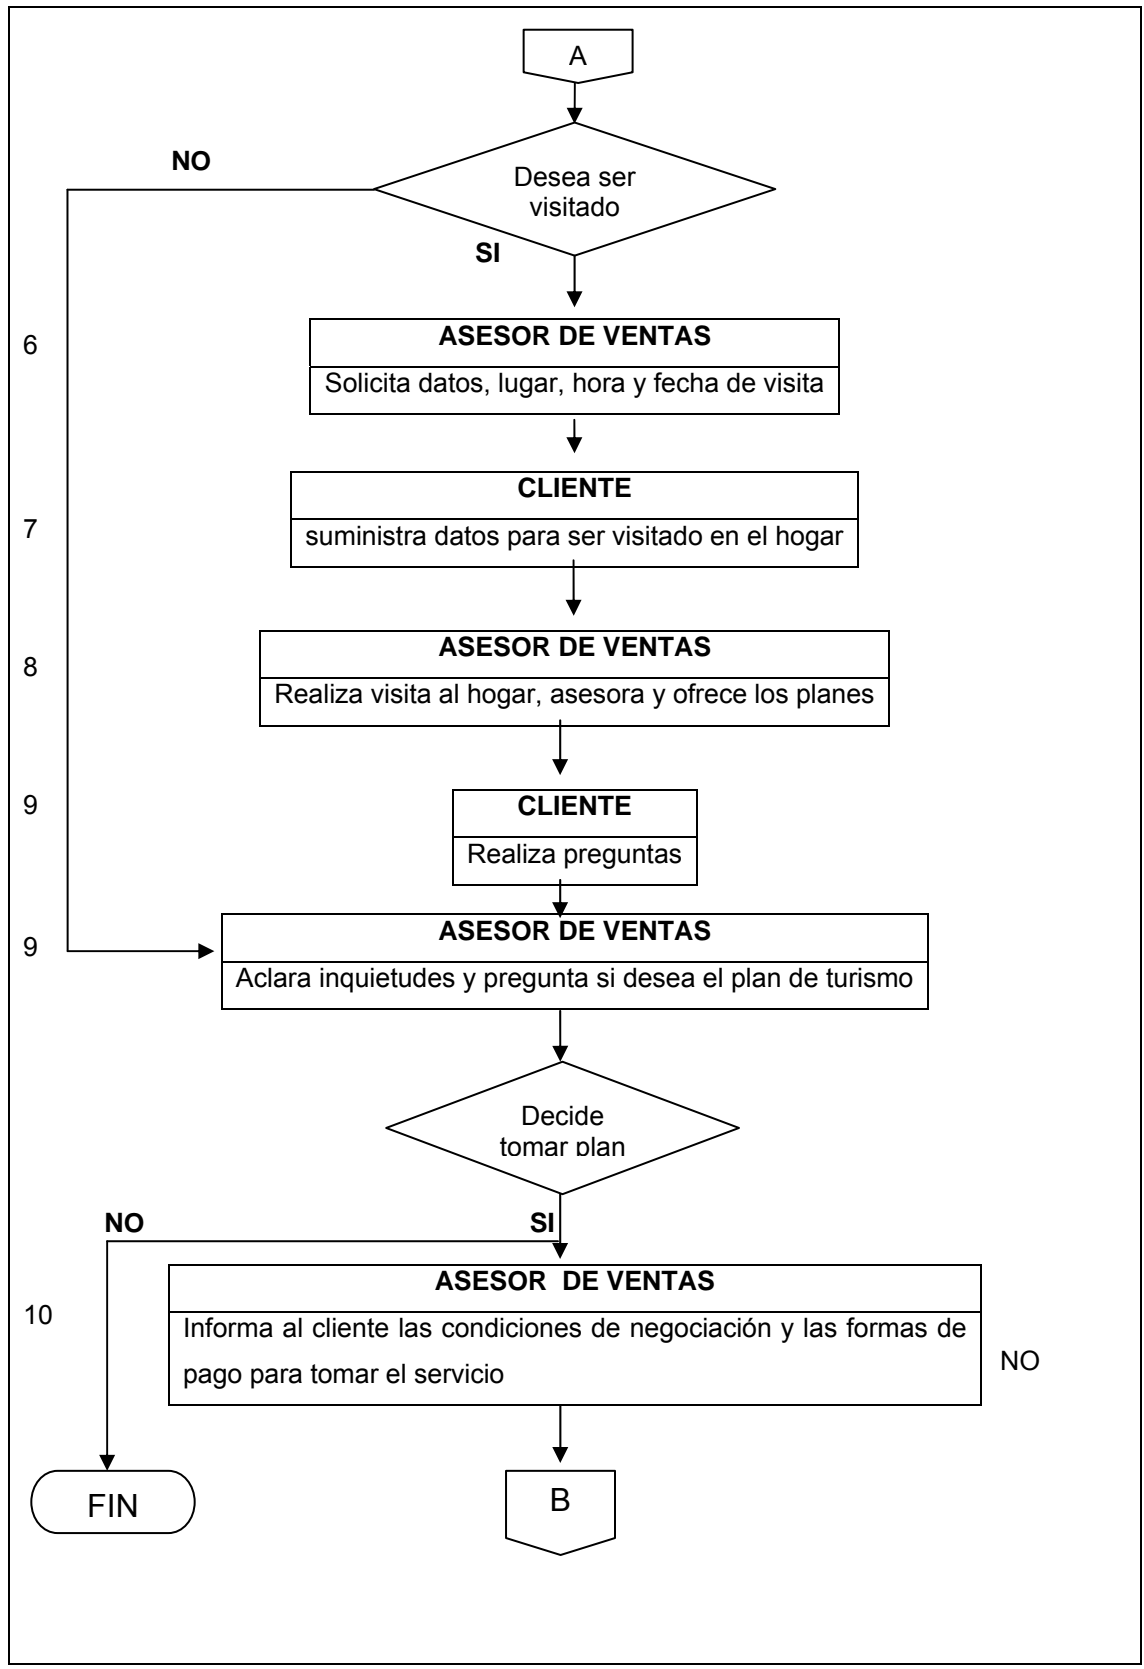 A
NO
Desea ser
visitado
SI
ASESOR DE VENTAS
6
Solicita datos, lugar, hora y fecha de visita
CLIENTE
7
suministra datos para ser visitado en el hogar
ASESOR DE VENTAS
8
Realiza visita al hogar, asesora y ofrece los planes
9
CLIENTE
Realiza preguntas
ASESOR DE VENTAS
9
Aclara inquietudes y pregunta si desea el plan de turismo
Decide
tomar plan
NO
SI
ASESOR DE VENTAS
10
Informa al cliente las condiciones de negociación y las formas de
pago para tomar el servicio
NO
FIN
B